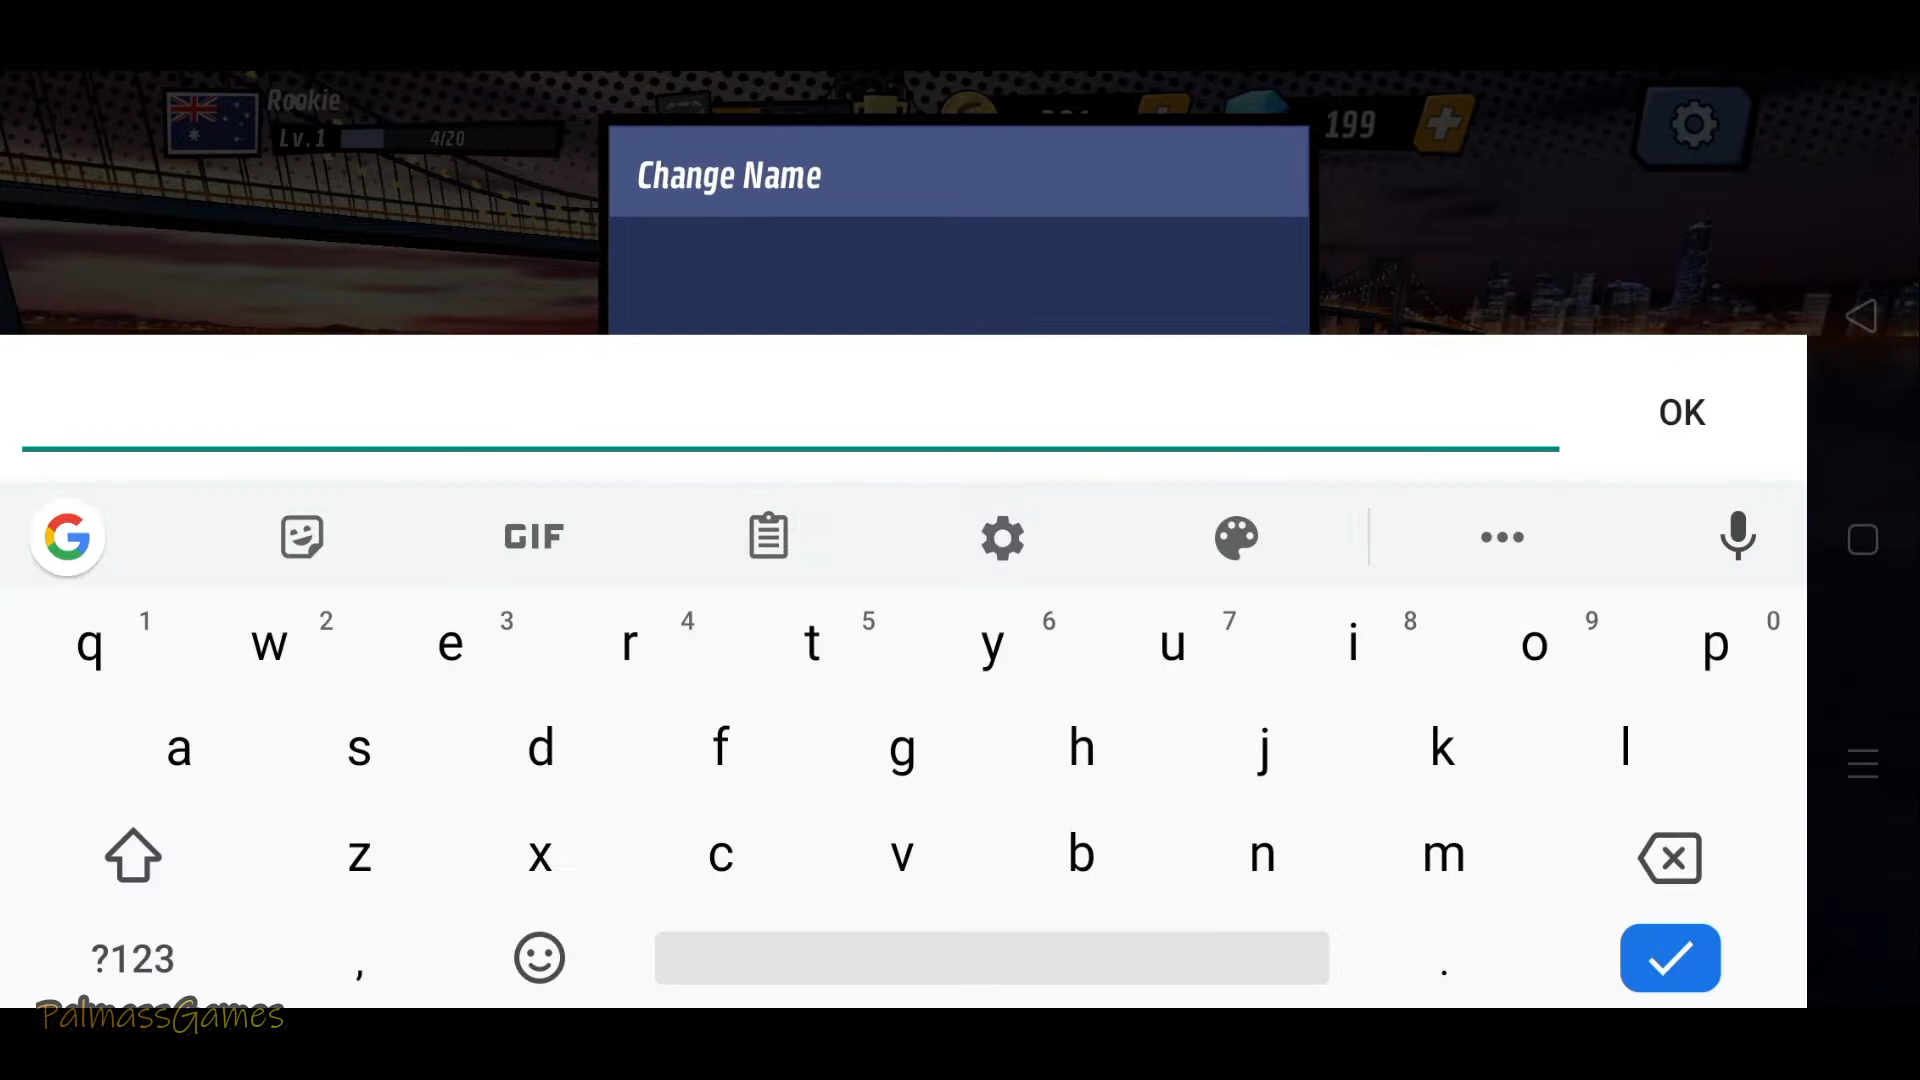 Rookie
Lv.1 4/20
199
Change Name
OK
G GIF
q 1 w 2 e 3 r 4 t 5 y 6 u 7 i 8 o 9 p 0
a s d f g h j k l
z x c v b n m
?123 , .
PalmassGames